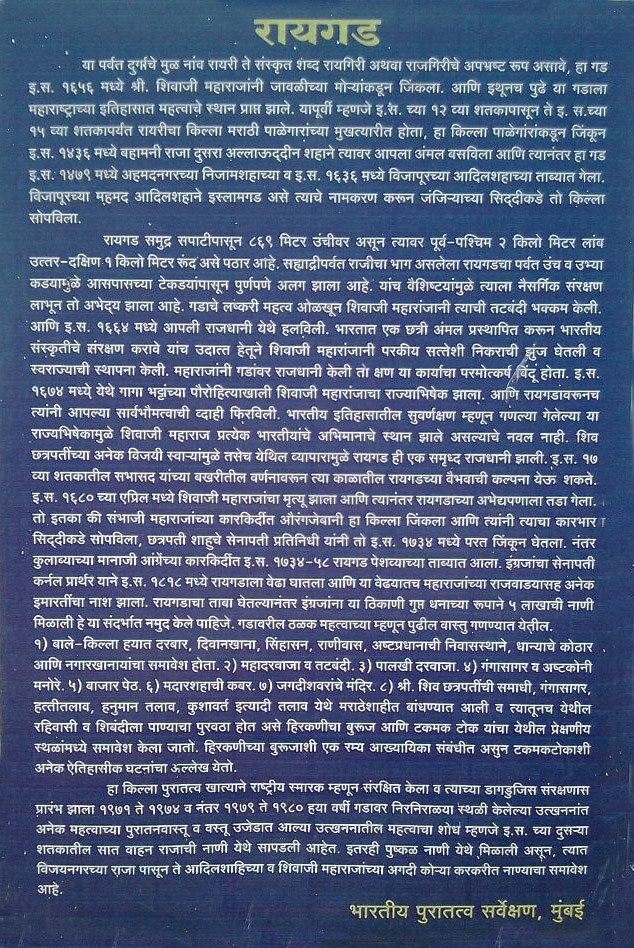 रायगड
या पर्वत दुर्गाचे मुळ नांव रायरी ते संस्कृत शब्द रायगिरी अथवा राजगिरीचे अपभ्रष्ट रूप असावे, हा गड
इ.स. १६५६ मध्ये श्री. शिवाजी महाराजांनी जावळीच्या मोऱ्यांकडून जिंकला. आणि इथूनच पुढे या गडाला
महाराष्ट्राच्या इतिहासात महत्वाचे स्थान प्राप्त झाले. यापूर्वी म्हणजे इ.स. च्या १२ व्या शतकापासून ते इ. स.च्या
१५ व्या शतकापर्यंत रायरीचा किल्ला मराठी पाळेगारांच्या मुखत्यारीत होता, हा किल्ला पाळेगारांकडून जिंकून
इ.स. १४३६ मध्ये बहामनी राजा दुसरा अल्लाऊद्दीन शहाने त्यावर आपला अंमल बसविला आणि त्यानंतर हा गड
इ.स. १४७९ मध्ये अहमदनगरच्या निजामशहाच्या व इ.स. १६३६ मध्ये विजापूरच्या आदिलशहाच्या ताब्यात गेला.
विजापूरच्या महमद आदिलशहाने इस्लामगड असे त्याचे नामकरण करून जंजिऱ्याच्या सिद्दीकडे तो किल्ला
सोपविला.
रायगड समुद्र सपाटीपासून ८६९ मिटर उंचीवर असून त्यावर पूर्व-पश्चिम २ किलो मिटर लांब
उत्तर-दक्षिण १ किलो मिटर रूंद असे पठार आहे. सह्याद्रीपर्वत राजीचा भाग असलेला रायगडचा पर्वत उंच व उभ्या
कडयामुळे आसपासच्या टेकडयांपासून पुर्णपणे अलग झाला आहे. यांच वैशिष्टयांमुळे त्याला नैसर्गिक संरक्षण
लाभून तो अभेदय झाला आहे. गडाचे लष्करी महत्व ओळखून शिवाजी महारांजानी त्याची तटबंदी भक्कम केली.
आणि इ.स. १६६४ मध्ये आपली राजधानी येथे हलविली. भारतात एक छत्री अंमल प्रस्थापित करून भारतीय
संस्कृतीचे संरक्षण करावे यांच उदात्त हेतूने शिवाजी महारांजानी परकीय सत्तेशी निकराची झुंज घेतली व
स्वराज्याची स्थापना केली. महाराजांनी गडांवर राजधानी केली तो क्षण या कार्याचा परमोत्कर्ष विंदू होता. इ.स.
१६७४ मध्ये येथे गागा भट्टांच्या पौरोहित्याखाली शिवाजी महारांजाचा राज्याभिषेक झाला. आणि रायगडावरूनच
त्यांनी आपल्या सार्वभौमत्वाची व्दाही फिरविली. भारतीय इतिहासातील सुवर्णक्षण म्हणून गणल्या गेलेल्या या
राज्यभिषेकामुळे शिवाजी महाराज प्रत्येक भारतीयांचे अभिमानाचे स्थान झाले असल्याचे नवल नाही. शिव
छत्रपर्तीच्या अनेक विजयी स्वाऱ्यांमुळे तसेच येथिल व्यापारामुळे रायगड ही एक समृध्द राजधानी झाली. इ.स. १७
व्या शतकातील सभासद यांच्या बखरीतील वर्णनावरून त्या काळातील रायगडच्या वैभवाची कल्पना येऊ शकते.
इ.स. १६८० च्या एप्रिल मध्ये शिवाजी महाराजांचा मृत्यू झाला आणि त्यानंतर रायगडाच्या अभेद्यपणाला तडा गेला.
तो इतका की संभाजी महाराजांच्या कारकिर्दीत औरंगजेबानी हा किल्ला जिंकला आणि त्यांनी त्याचा कारभार
सिद्दीकडे सोपविला, छत्रपती शाहुचे सेनापती प्रतिनिधी यांनी तो इ.स. १७३४ मध्ये परत जिंकून घेतला. नंतर
कुलाब्याच्या मानाजी आंग्रेच्या कारकिर्दीत इ.स. १७३४-५८ रायगड पेशव्याच्या ताब्यात आला. इंग्रजांचा सेनापती
कर्नल प्रार्थर याने इ.स. १८१८ मध्ये रायगडाला वेढा घातला आणि या वेढयातच महाराजांच्या राजवाडयासह अनेक
इमारतींचा नाश झाला. रायगडाचा ताबा घेतल्यानंतर इंग्रजांना या ठिकाणी गुप्त धनाच्या रूपाने ५ लाखाची नाणी
मिळाली हे या संदर्भात नमुद केले पाहिजे. गडावरील ठळक महत्वाच्या म्हणून पुढील वास्तु गणण्यात येतील.
१) बाले-किल्ला हयात दरबार, दिवानखाना, सिंहासन, राणीवास, अष्टप्रधानाची निवासस्थाने, धान्याचे कोठार
आणि नगारखानायांचा समावेश होता. २) महादरवाजा व तटबंदी. ३) पालखी दरवाजा. ४) गंगासागर व अष्टकोनी
मनोरे. ५) बाजार पेठ. ६) मदारशहाची कबर. ७) जगदीशवरांचे मंदिर. ८) श्री. शिव छत्रपर्तीची समाधी, गंगासागर,
हत्तीतलाव, हनुमान तलाव, कुशावर्त इत्यादी तलाव येथे मराठेशाहीत बांधण्यात आली व त्यातूनच येथील
रहिवासी व शिबंदीला पाण्याचा पुरवठा होत असे हिरकणीचा बुरूज आणि टकमक टोक यांचा येथील प्रेक्षणीय
स्थळांमध्ये समावेश केला जातो. हिरकणीच्या बुरूजाशी एक रम्य आख्यायिका संबंधीत असुन टकमकटोकाशी
अनेक ऐतिहासीक घटनांचा ऊल्लेख येतो.
हा किल्ला पुरातत्व खात्याने राष्ट्रीय स्मारक म्हणून संरक्षित केला व त्याच्या डागडुजिस संरक्षणास
प्रारंभ झाला १९७१ ते १९७४ व नंतर १९७९ ते १९८० हया वर्षी गडावर निरनिराळया स्थळी केलेल्या उत्खननांत
अनेक महत्वाच्या पुरातनवास्तू व वस्तू उजेडात आल्या उत्खननातील महत्वाचा शोधं म्हणजे इ.स. च्या दुसऱ्या
शतकातील सात वाहन राजाची नाणी येथे सापडली आहेत. इतरही पुष्कळ नाणी येथे मिळाली असून, त्यात
विजयनगरच्या राजा पासून ते आदिलशाहिच्या व शिवाजी महाराजांच्या अगदी कोऱ्या करकरीत नाण्याचा समावेश
आहे.
भारतीय पुरातत्व सर्वेक्षण, मुंबई